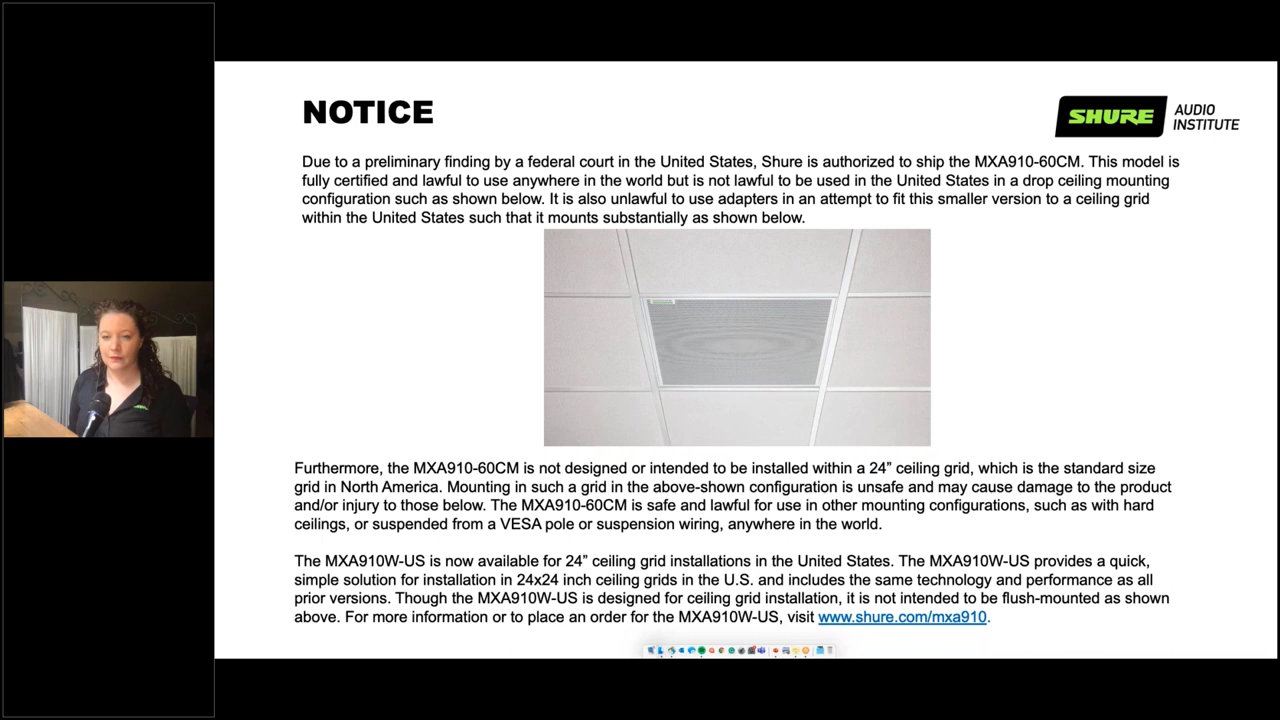 NOTICE
SHURE AUDIO
INSTITUTE
Due to a preliminary finding by a federal court in the United States, Shure is authorized to ship the MXA910-60CM. This model is
fully certified and lawful to use anywhere in the world but is not lawful to be used in the United States in a drop ceiling mounting
configuration such as shown below. It is also unlawful to use adapters in an attempt to fit this smaller version to a ceiling grid
within the United States such that it mounts substantially as shown below.
Furthermore, the MXA910-60CM is not designed or intended to be installed within a 24” ceiling grid, which is the standard size
grid in North America. Mounting in such a grid in the above-shown configuration is unsafe and may cause damage to the product
and/or injury to those below. The MXA910-60CM is safe and lawful for use in other mounting configurations, such as with hard
ceilings, or suspended from a VESA pole or suspension wiring, anywhere in the world.
The MXA910W-US is now available for 24” ceiling grid installations in the United States. The MXA910W-US provides a quick,
simple solution for installation in 24x24 inch ceiling grids in the U.S. and includes the same technology and performance as all
prior versions. Though the MXA910W-US is designed for ceiling grid installation, it is not intended to be flush-mounted as shown
above. For more information or to place an order for the MXA910W-US, visit www.shure.com/mxa910.